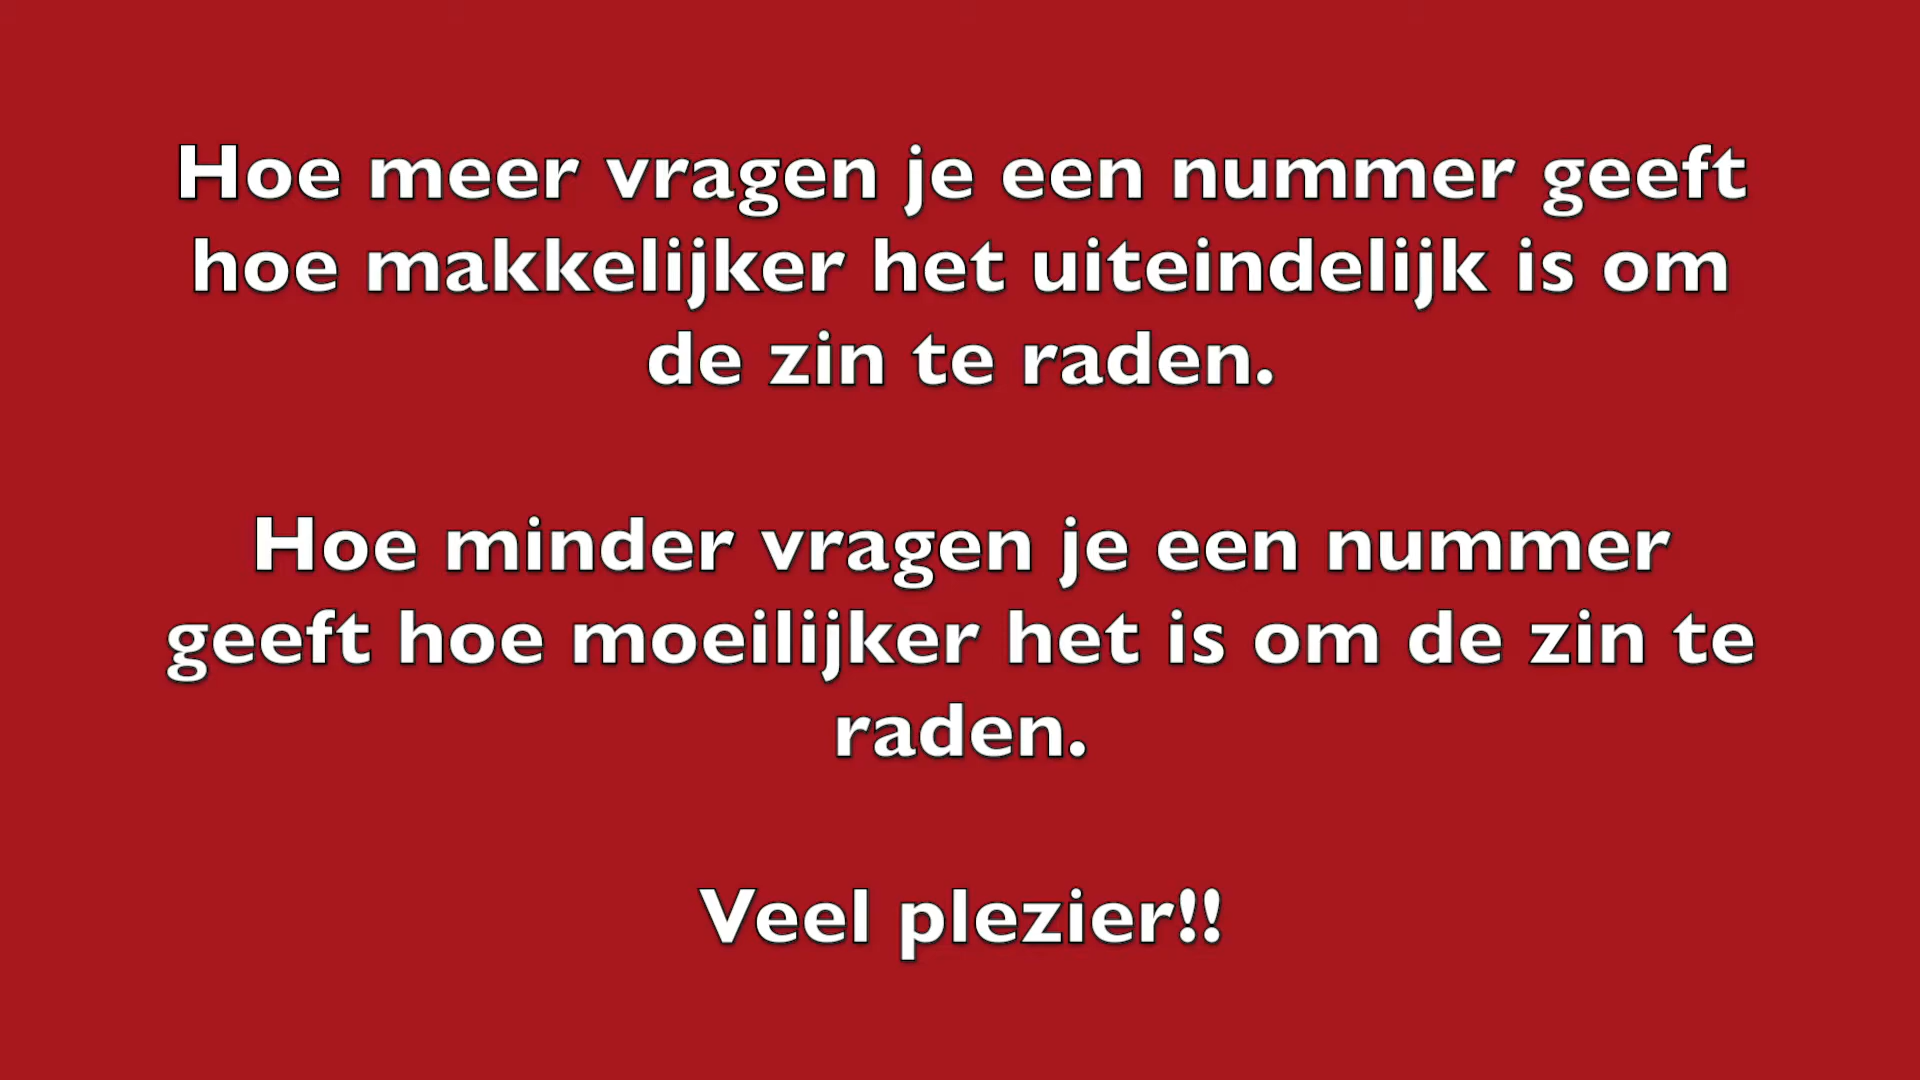 Hoe meer vragen je een nummer geeft
hoe makkelijker het uiteindelijk is om
de zin te raden.
Hoe minder vragen je een nummer
geeft hoe moeilijker het is om de zin te
raden.
Veel plezier!!